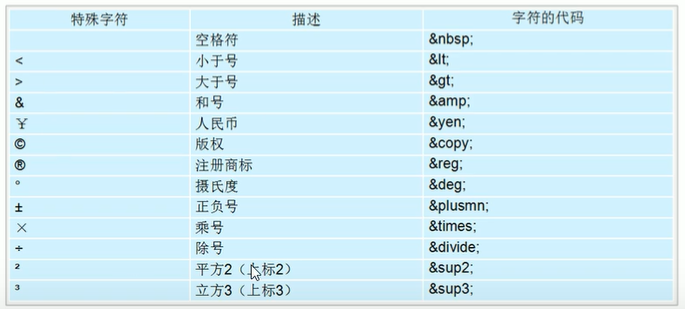 特殊字符 描述 字符的代码
空格符 &nbsp;
< 小于号 &lt;
> 大于号 &gt;
& 和号 &amp;
¥ 人民币 &yen;
© 版权 &copy;
® 注册商标 &reg;
° 摄氏度 &deg;
± 正负号 &plusmn;
× 乘号 &times;
÷ 除号 &divide;
² 平方2（上标2） &sup2;
³ 立方3（上标3） &sup3;